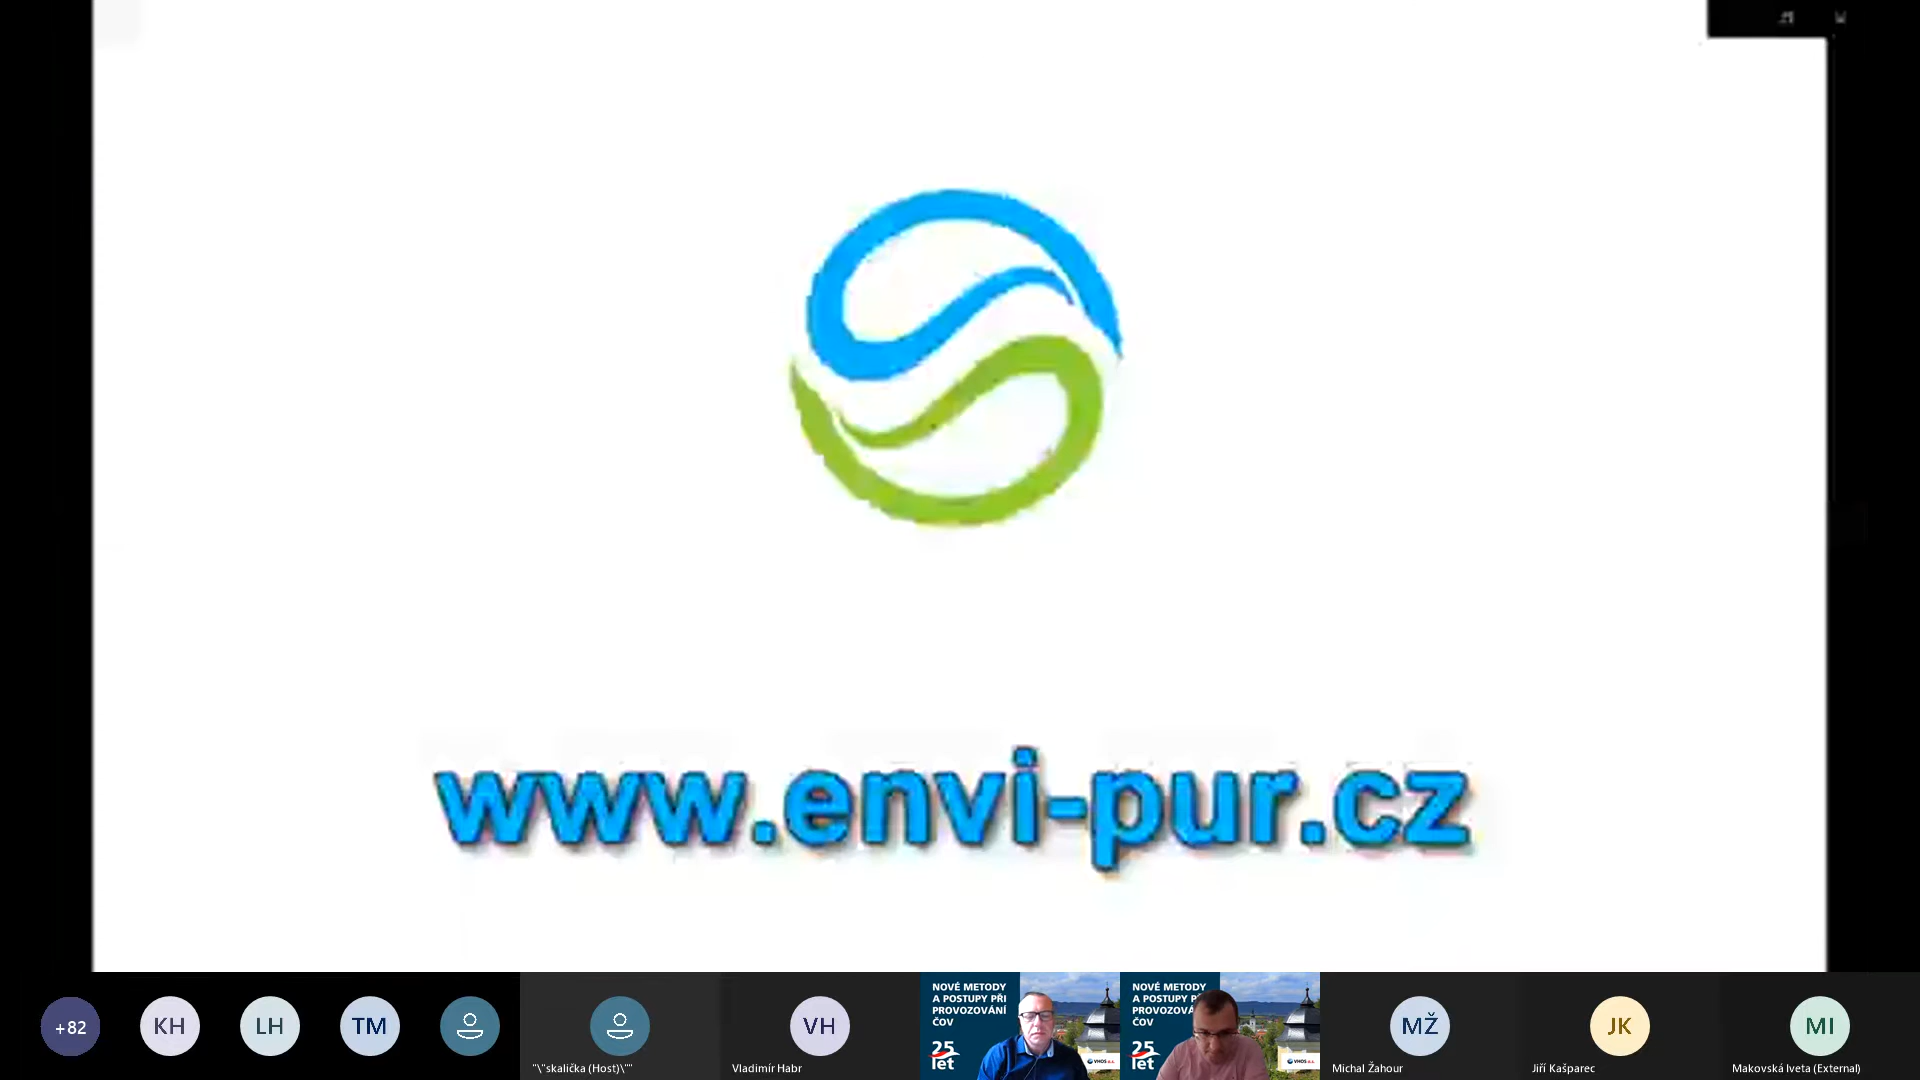 www.envi-pur.cz
+82
KH
LH
TM
"\"skalička (Host)\""
VH
Vladimír Habr
NOVÉ METODY
A POSTUPY PŘI
PROVOZOVÁNÍ
ČOV
25
let
VHOS a.s.
NOVÉ METODY
A POSTUPY
PROVOZOVÁ
ČOV
25
let
VHOS a.s.
MŽ
Michal Žahour
JK
Jiří Kašparec
MI
Makovská Iveta (External)